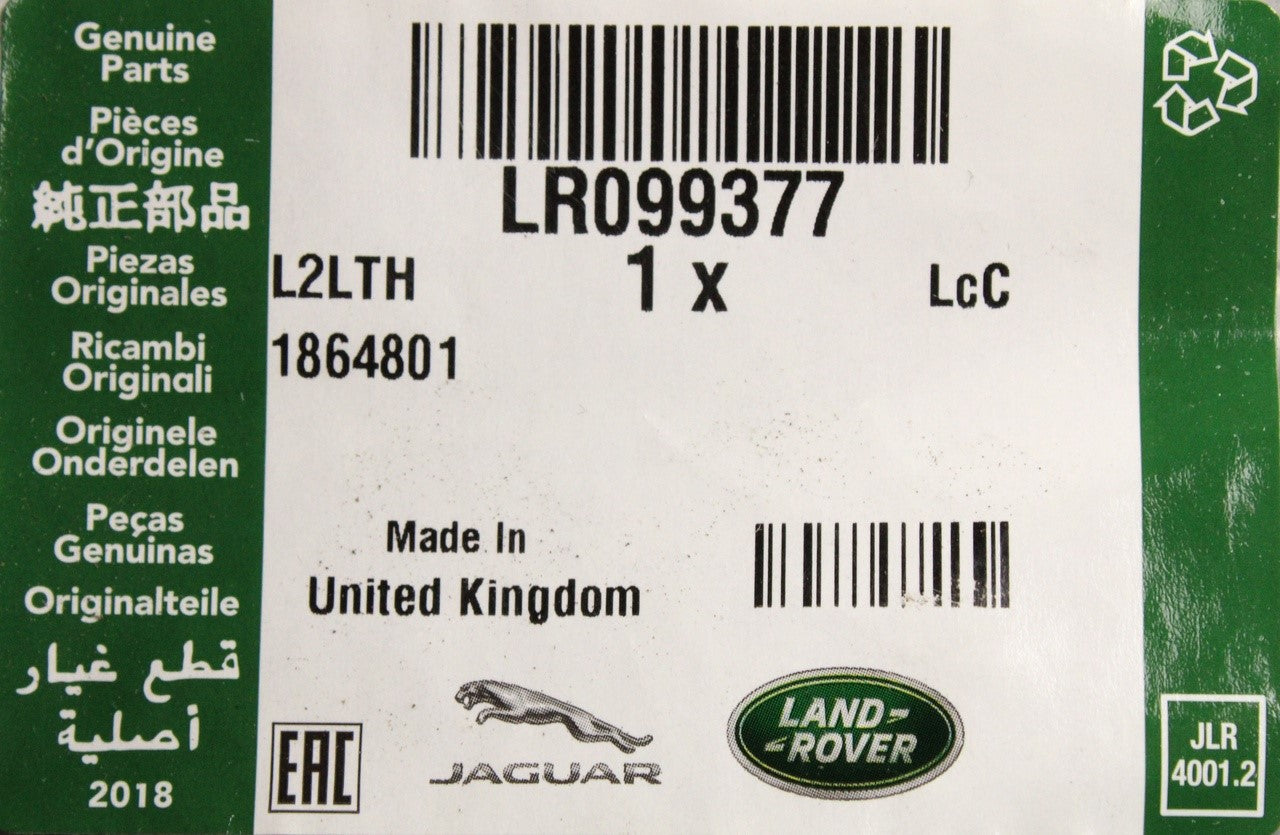 Genuine
Parts
Pièces
d'Origine
純正部品
Piezas
Originales
Ricambi
Originali
Originele
Onderdelen
Peças
Genuinas
Originalteile
قطع غيار
أصلية
2018
LR099377
L2LTH
1 x
LcC
1864801
Made In
United Kingdom
EAC
JAGUAR
LAND-
-ROVER
JLR
4001.2